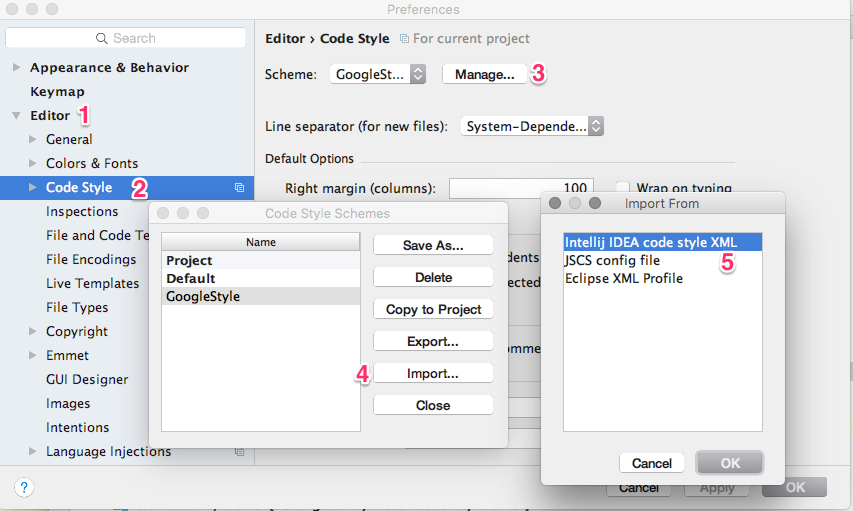 Preferences
Search
Appearance & Behavior
Keymap
Editor 1
General
Colors & Fonts
Code Style 2
Inspections
File and Code Te
File Encodings
Live Templates
File Types
Copyright
Emmet
GUI Designer
Images
Intentions
Language Injections
?
Editor › Code Style For current project
Scheme: GoogleSt... Manage... 3
Line separator (for new files): System-Depende...
Default Options
Right margin (columns): 100 Wrap on typing
dents
ected
omme
Code Style Schemes
Name
Project
Default
GoogleStyle
Save As...
Delete
Copy to Project
Export...
4 Import...
Close
Import From
Intellij IDEA code style XML
JSCS config file 5
Eclipse XML Profile
Cancel OK
Cancel Apply OK